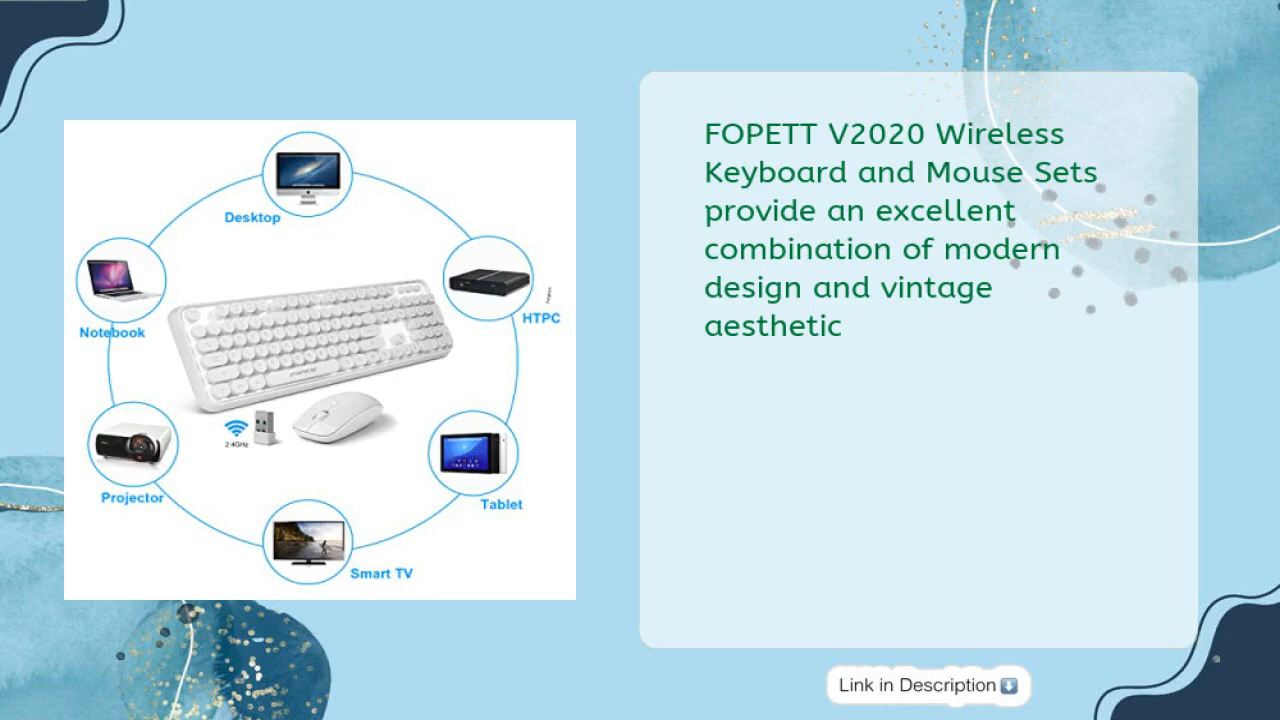 FOPETT V2020 Wireless
Keyboard and Mouse Sets
provide an excellent
combination of modern
design and vintage
aesthetic
Desktop
Notebook
HTPC
2.4GHz
Projector
Tablet
Smart TV
Link in Description